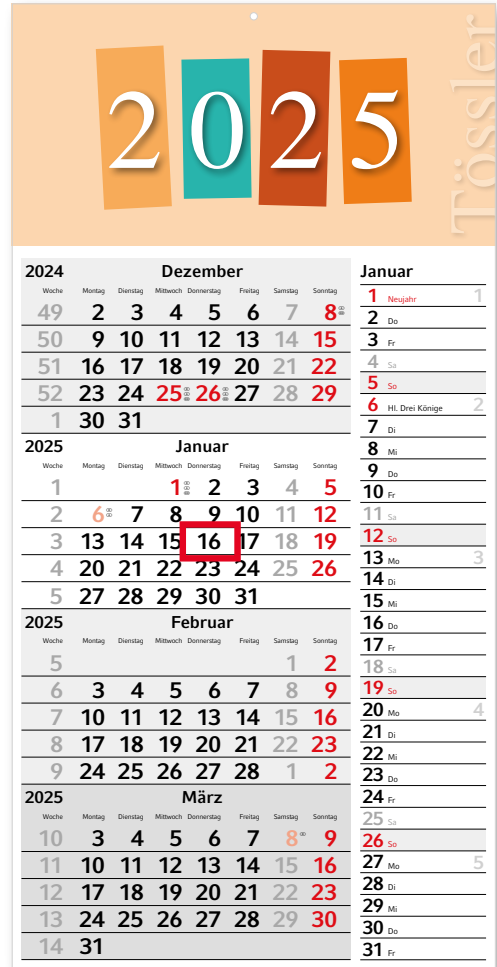 2025
Tössler
2024 Dezember
Woche Montag Dienstag Mittwoch Donnerstag Freitag Samstag Sonntag
49 2 3 4 5 6 7 8
50 9 10 11 12 13 14 15
51 16 17 18 19 20 21 22
52 23 24 25 26 27 28 29
1 30 31
2025 Januar
Woche Montag Dienstag Mittwoch Donnerstag Freitag Samstag Sonntag
1 1 2 3 4 5
2 6 7 8 9 10 11 12
3 13 14 15 16 17 18 19
4 20 21 22 23 24 25 26
5 27 28 29 30 31
2025 Februar
Woche Montag Dienstag Mittwoch Donnerstag Freitag Samstag Sonntag
5 1 2
6 3 4 5 6 7 8 9
7 10 11 12 13 14 15 16
8 17 18 19 20 21 22 23
9 24 25 26 27 28 1 2
2025 März
Woche Montag Dienstag Mittwoch Donnerstag Freitag Samstag Sonntag
10 3 4 5 6 7 8 9
11 10 11 12 13 14 15 16
12 17 18 19 20 21 22 23
13 24 25 26 27 28 29 30
14 31
Januar
1 Neujahr 1
2 Do
3 Fr
4 Sa
5 So
6 Hl. Drei Könige 2
7 Di
8 Mi
9 Do
10 Fr
11 Sa
12 So
13 Mo 3
14 Di
15 Mi
16 Do
17 Fr
18 Sa
19 So
20 Mo 4
21 Di
22 Mi
23 Do
24 Fr
25 Sa
26 So
27 Mo 5
28 Di
29 Mi
30 Do
31 Fr